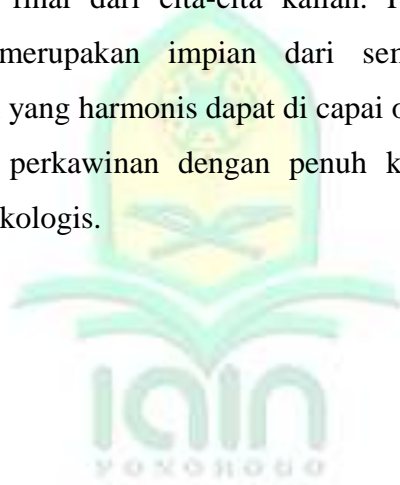 final dari cita-cita kalian.
merupakan impian dari
yang harmonis dapat di capai
perkawinan dengan penuh
kologis.
iain
PONOROGO